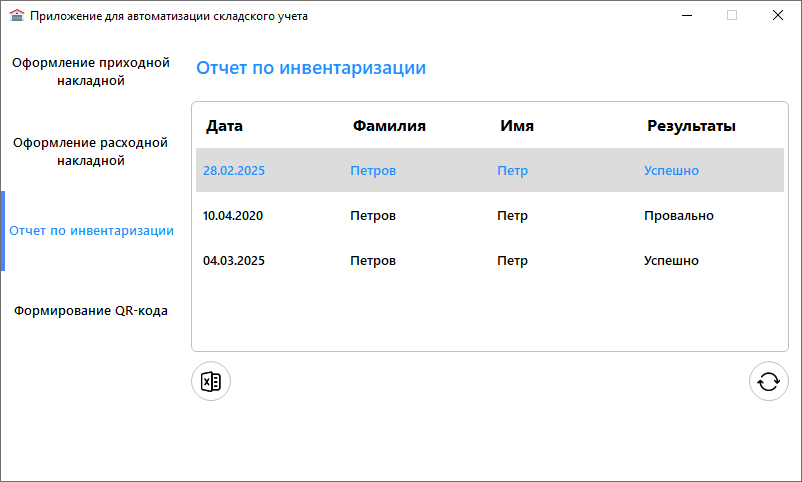 Приложение для автоматизации складского учета
Оформление приходной
накладной
Оформление расходной
накладной
Отчет по инвентаризации
Формирование QR-кода
Отчет по инвентаризации
Дата Фамилия Имя Результаты
28.02.2025 Петров Петр Успешно
10.04.2020 Петров Петр Провально
04.03.2025 Петров Петр Успешно
X